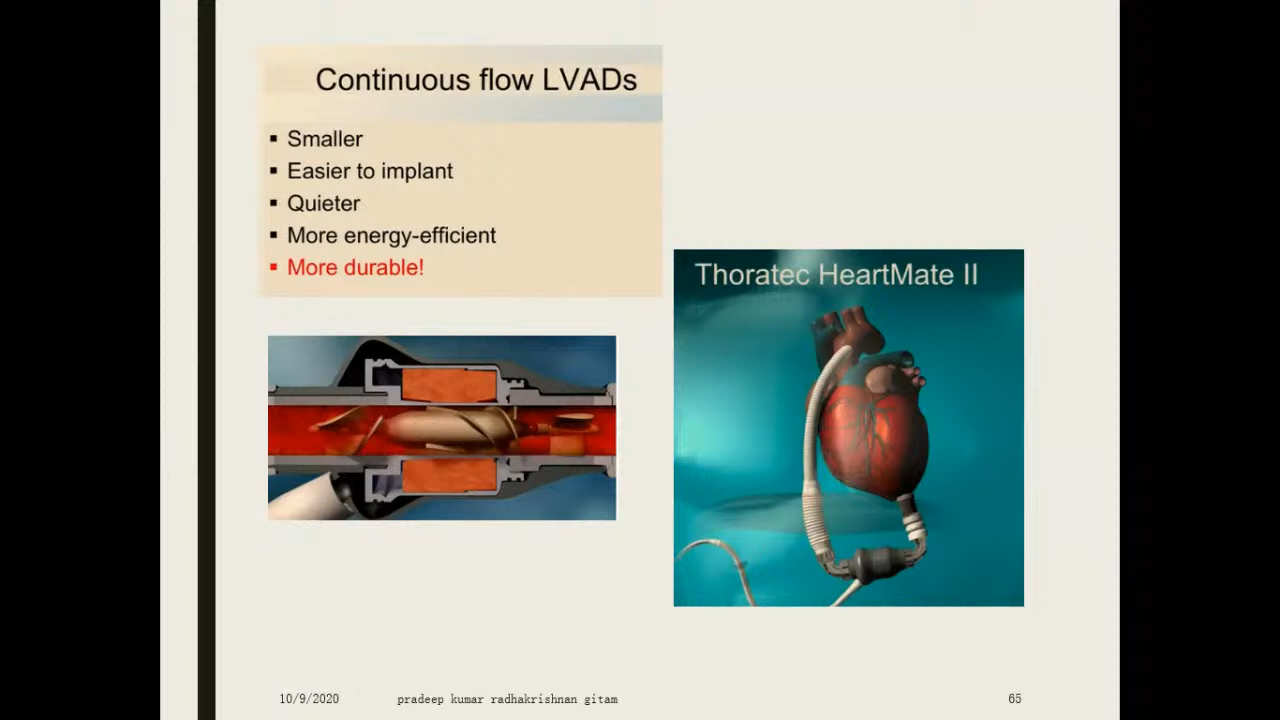 Continuous flow LVADs
▪ Smaller
▪ Easier to implant
▪ Quieter
▪ More energy-efficient
▪ More durable!
Thoratec HeartMate II
10/9/2020 pradeep kumar radhakrishnan gitam 65